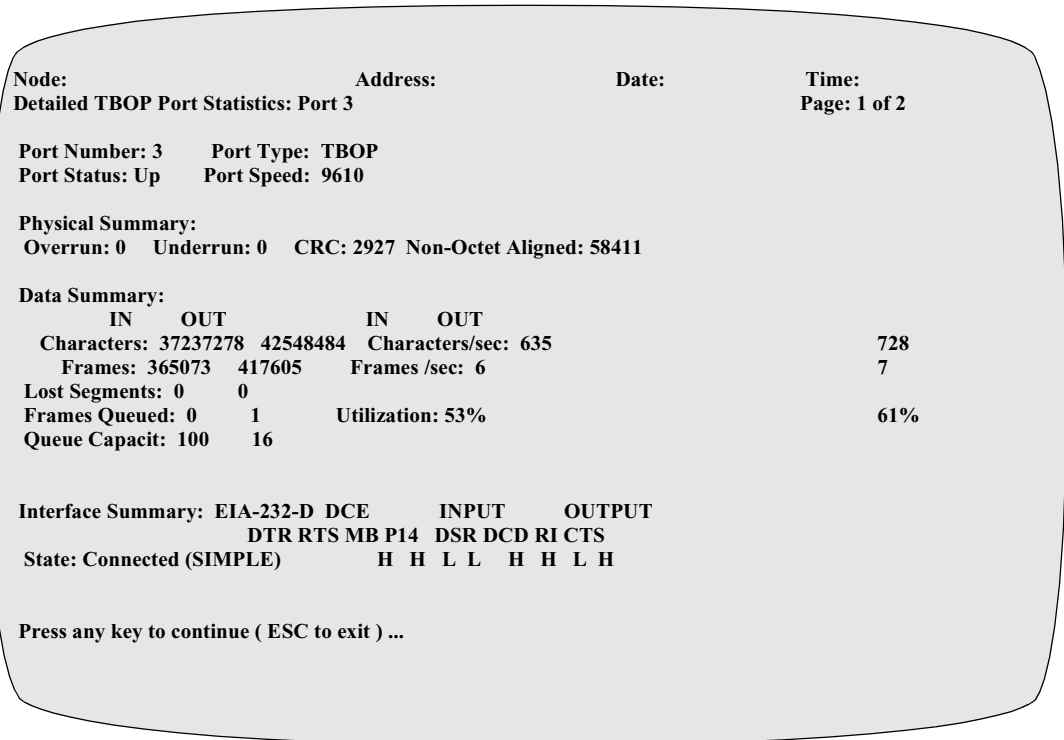 Node: Address: Date: Time:
Detailed TBOP Port Statistics: Port 3 Page: 1 of 2
Port Number: 3 Port Type: TBOP
Port Status: Up Port Speed: 9610
Physical Summary:
Overrun: 0 Underrun: 0 CRC: 2927 Non-Octet Aligned: 58411
Data Summary:
IN OUT IN OUT
Characters: 37237278 42548484 Characters/sec: 635 728
Frames: 365073 417605 Frames /sec: 6 7
Lost Segments: 0 0
Frames Queued: 0 1 Utilization: 53% 61%
Queue Capacit: 100 16
Interface Summary: EIA-232-D DCE INPUT OUTPUT
DTR RTS MB P14 DSR DCD RI CTS
State: Connected (SIMPLE) H H L L H H L H
Press any key to continue ( ESC to exit ) ...